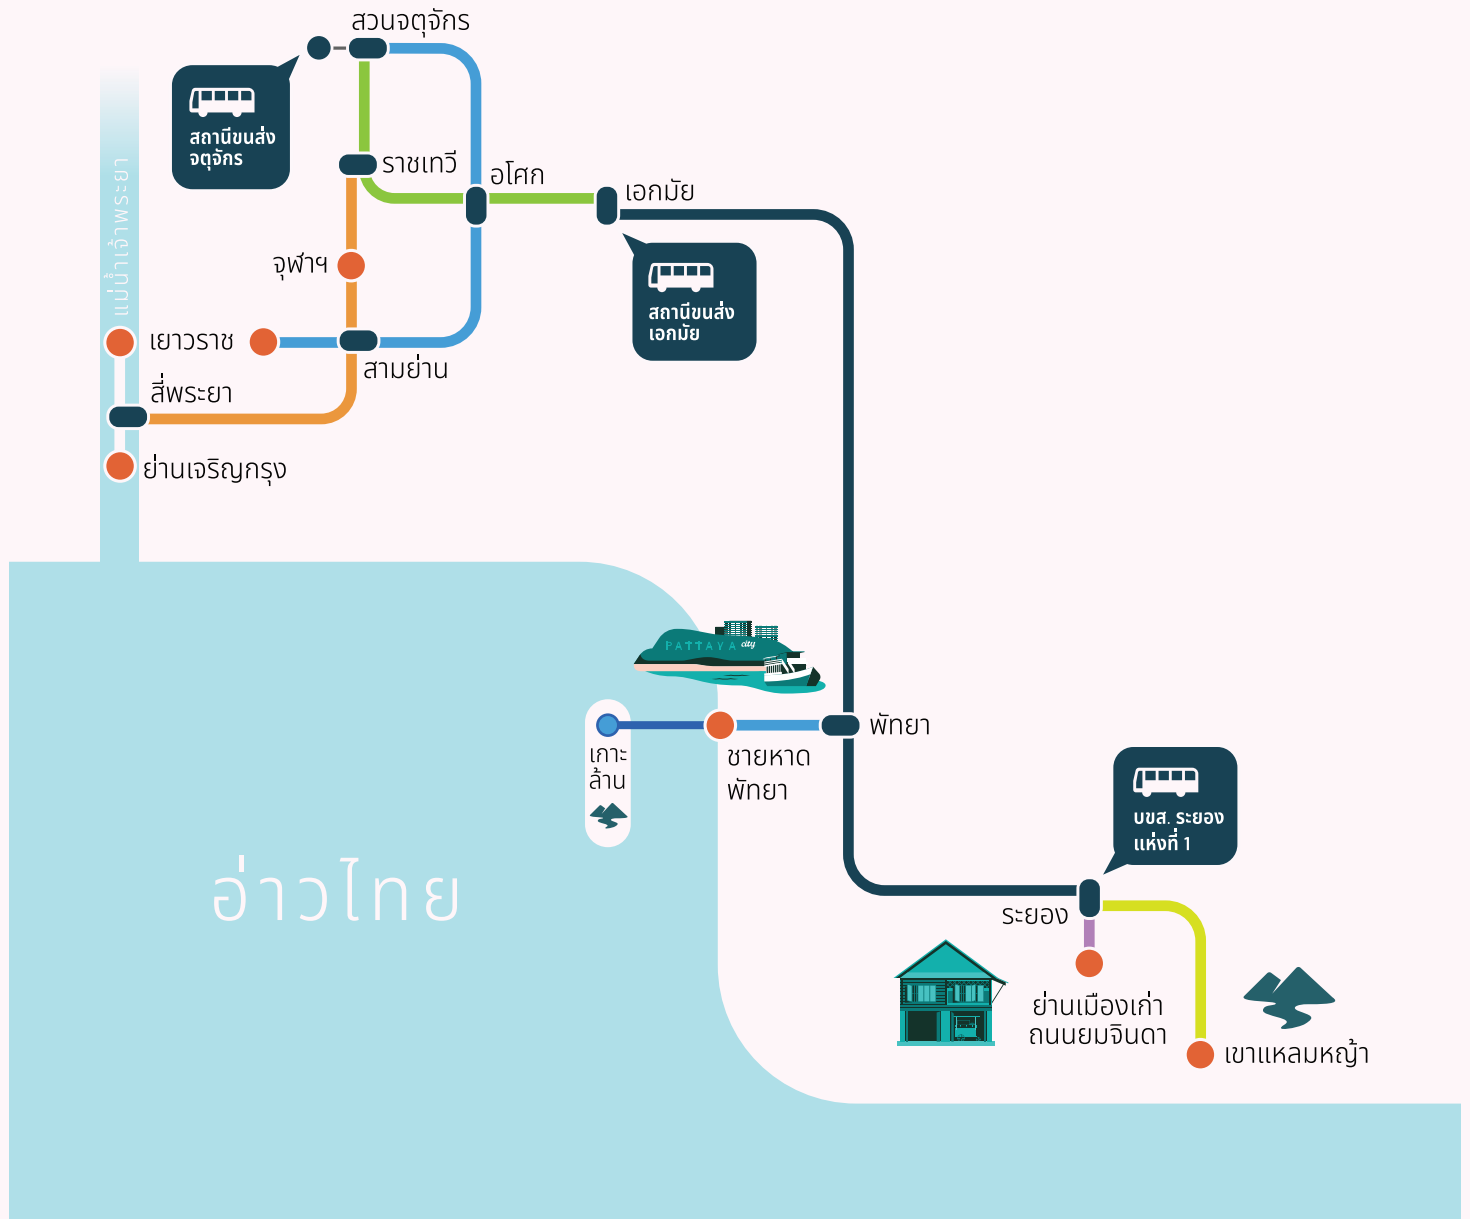 สวนจตุจักร
สถานีขนส่ง
จตุจักร
แม่น้ำเจ้าพระยา
ราชเทวี
อโศก
เอกมัย
สถานีขนส่ง
เอกมัย
จุฬาฯ
เยาวราช
สามย่าน
สี่พระยา
ย่านเจริญกรุง
PATTAYA city
พัทยา
เกาะ
ล้าน
ชายหาด
พัทยา
บขส. ระยอง
แห่งที่ 1
อ่าวไทย
ระยอง
ย่านเมืองเก่า
ถนนยมจินดา
เขาแหลมหญ้า